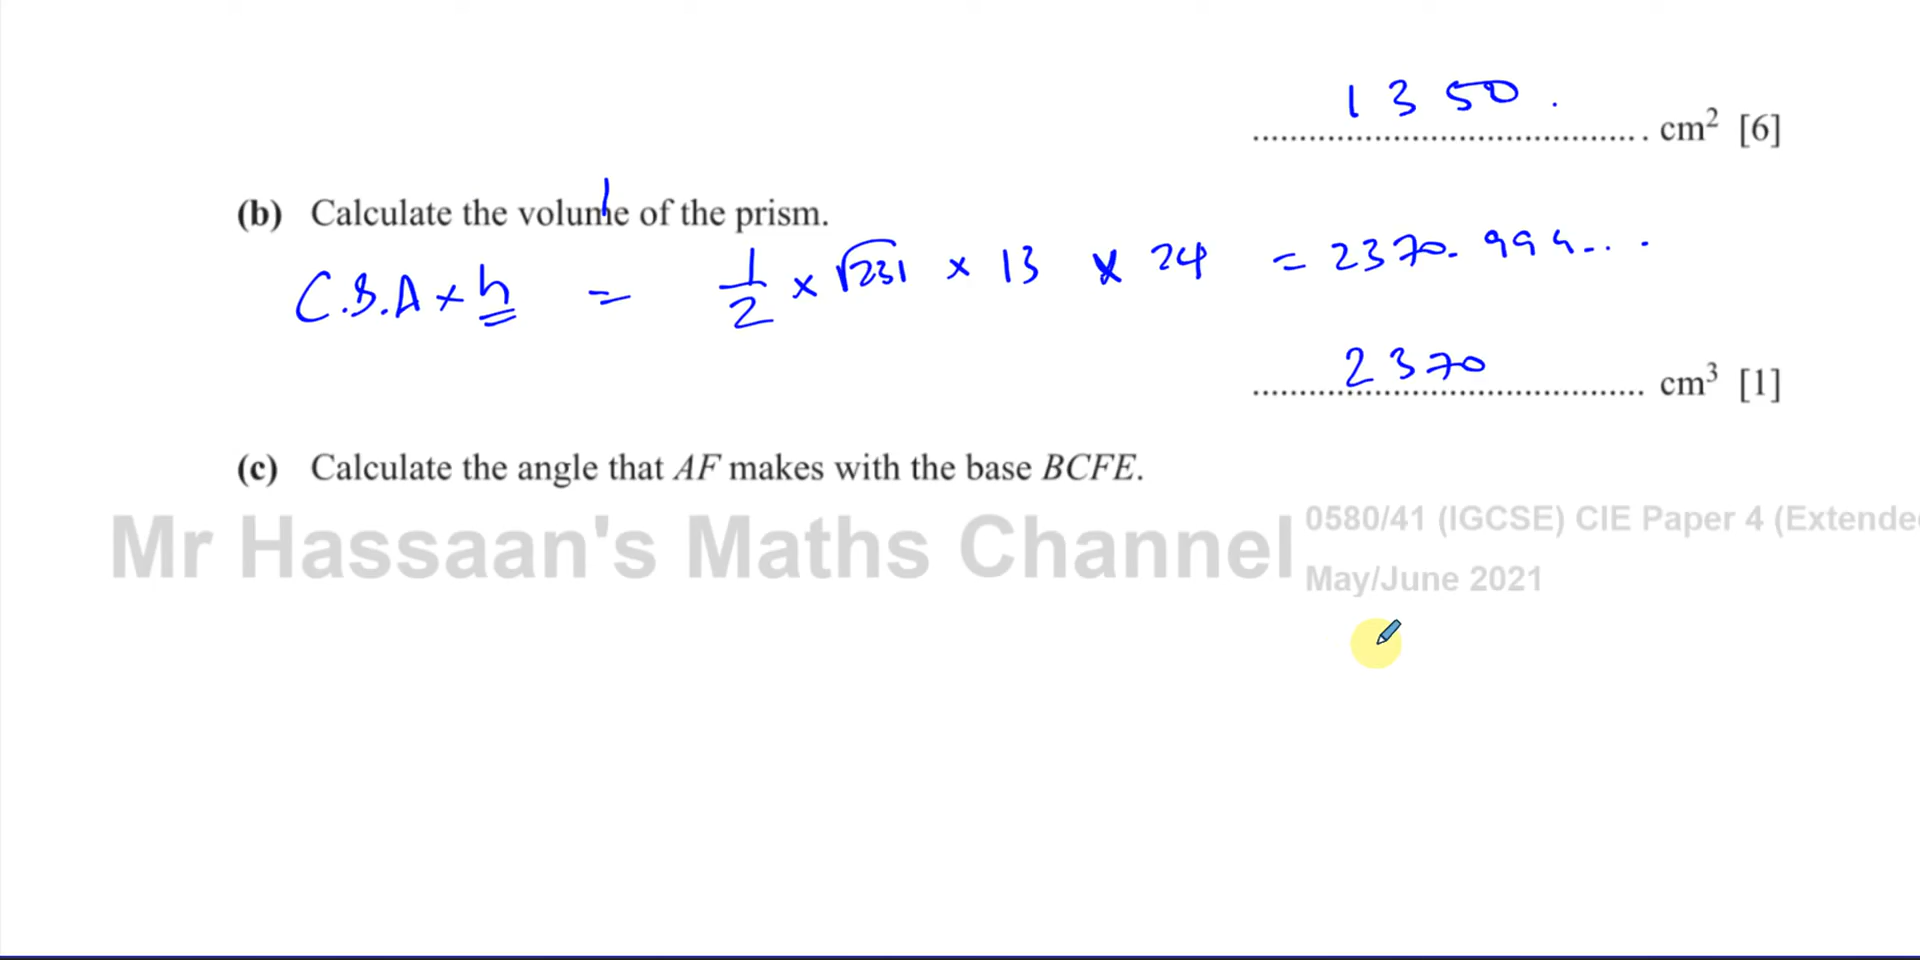 1350.
........................................ cm² [6]
(b) Calculate the volume of the prism.
C.S.A × h = 1/2 × √231 × 13 × 24 = 2370.999...
2370
........................................ cm³ [1]
(c) Calculate the angle that AF makes with the base BCFE.
Mr Hassaan's Maths Channel
0580/41 (IGCSE) CIE Paper 4 (Extende
May/June 2021